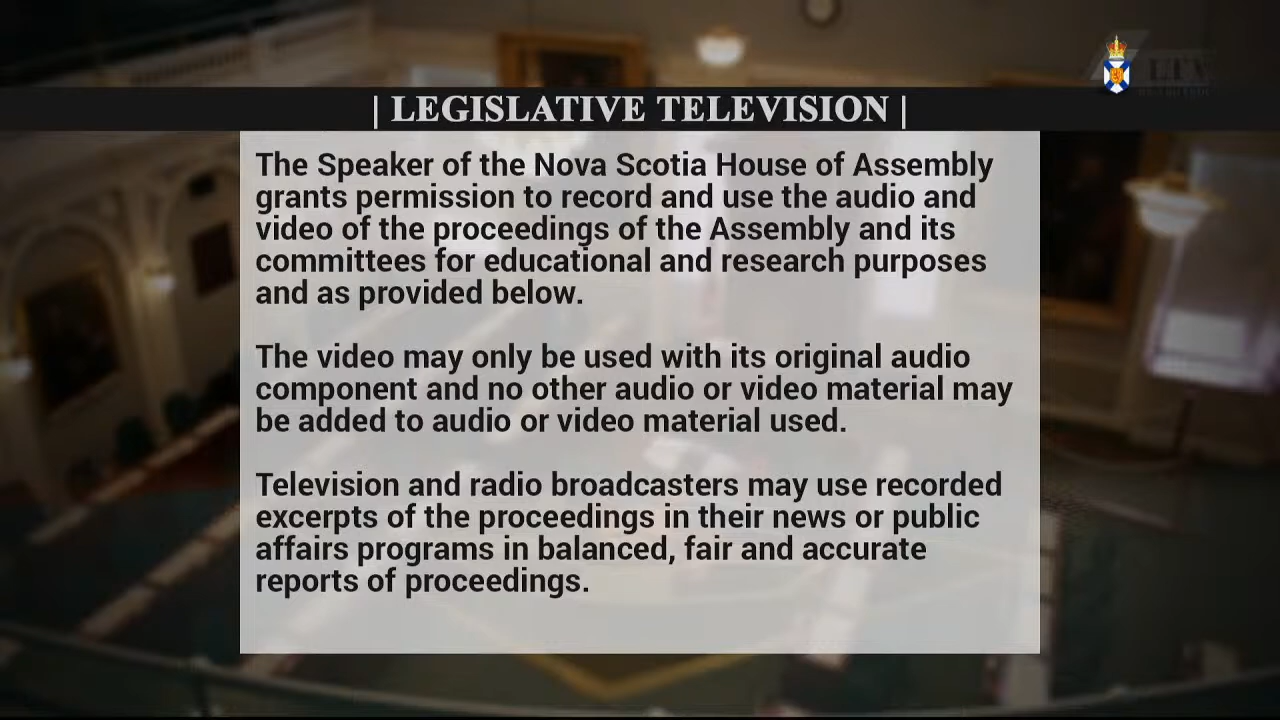 | LEGISLATIVE TELEVISION |
The Speaker of the Nova Scotia House of Assembly
grants permission to record and use the audio and
video of the proceedings of the Assembly and its
committees for educational and research purposes
and as provided below.
The video may only be used with its original audio
component and no other audio or video material may
be added to audio or video material used.
Television and radio broadcasters may use recorded
excerpts of the proceedings in their news or public
affairs programs in balanced, fair and accurate
reports of proceedings.